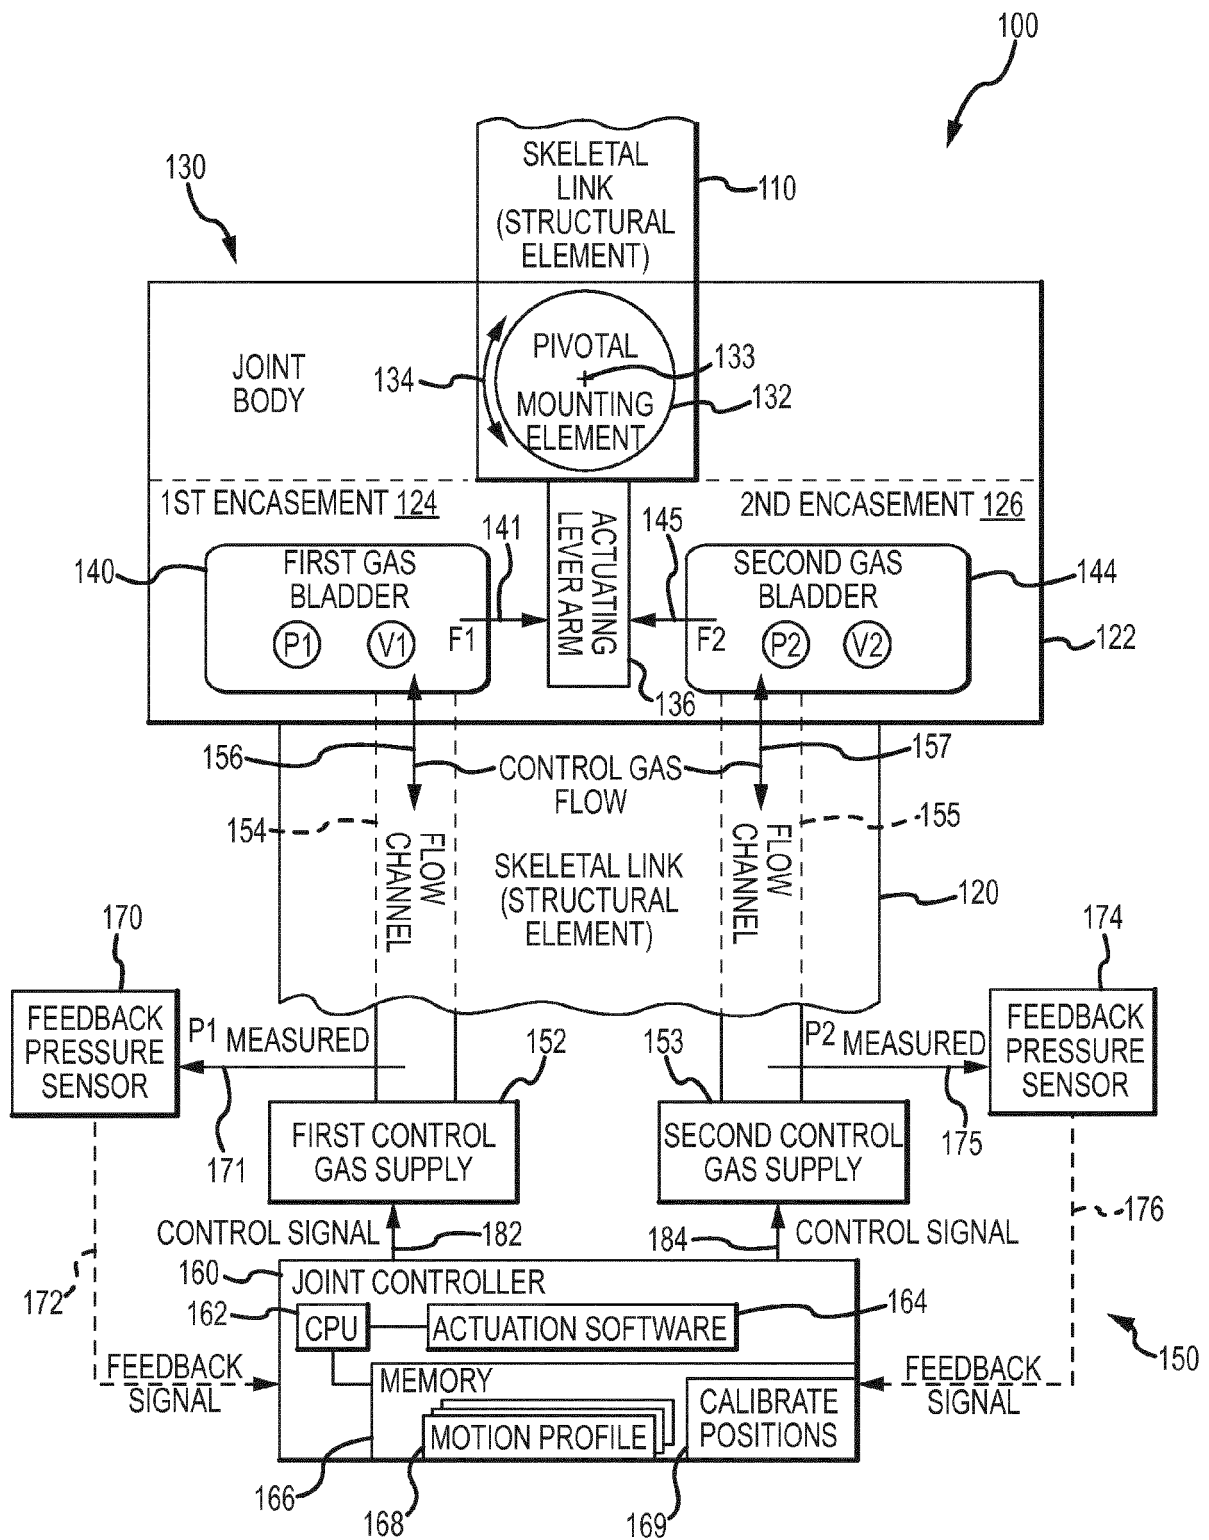 100
SKELETAL
LINK
(STRUCTURAL
ELEMENT)
110
130
JOINT
BODY
134
PIVOTAL
+
MOUNTING
ELEMENT
133
132
1ST ENCASEMENT 124
2ND ENCASEMENT 126
141
145
ACTUATING
LEVER ARM
140
FIRST GAS
BLADDER
P1 V1 F1
SECOND GAS
BLADDER
F2 P2 V2
144
122
136
156
CONTROL GAS
FLOW
157
154
FLOW
CHANNEL
155
FLOW
CHANNEL
SKELETAL LINK
(STRUCTURAL
ELEMENT)
120
170
174
FEEDBACK
PRESSURE
SENSOR
P1
MEASURED
171
152
153
P2
MEASURED
175
FEEDBACK
PRESSURE
SENSOR
FIRST CONTROL
GAS SUPPLY
SECOND CONTROL
GAS SUPPLY
CONTROL SIGNAL
182
184
CONTROL SIGNAL
176
172
160
JOINT CONTROLLER
162
CPU
ACTUATION SOFTWARE
164
150
FEEDBACK
SIGNAL
MEMORY
MOTION PROFILE
CALIBRATE
POSITIONS
FEEDBACK
SIGNAL
166
168
169